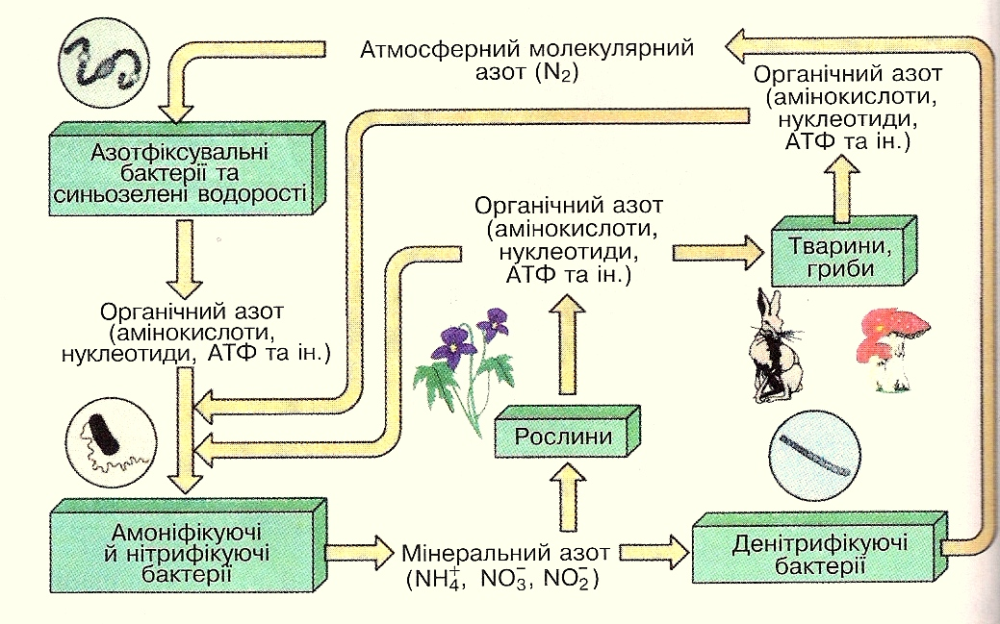 Атмосферний молекулярний
азот (N₂)
Органічний азот
(амінокислоти,
нуклеотиди,
АТФ та ін.)
Азотфіксувальні
бактерії та
синьозелені водорості
Органічний азот
(амінокислоти,
нуклеотиди,
АТФ та ін.)
Тварини,
гриби
Органічний азот
(амінокислоти,
нуклеотиди, АТФ та ін.)
Рослини
Амоніфікуючі
й нітрифікуючі
бактерії
Мінеральний азот
(NH₄⁺, NO₃⁻, NO₂⁻)
Денітрифікуючі
бактерії